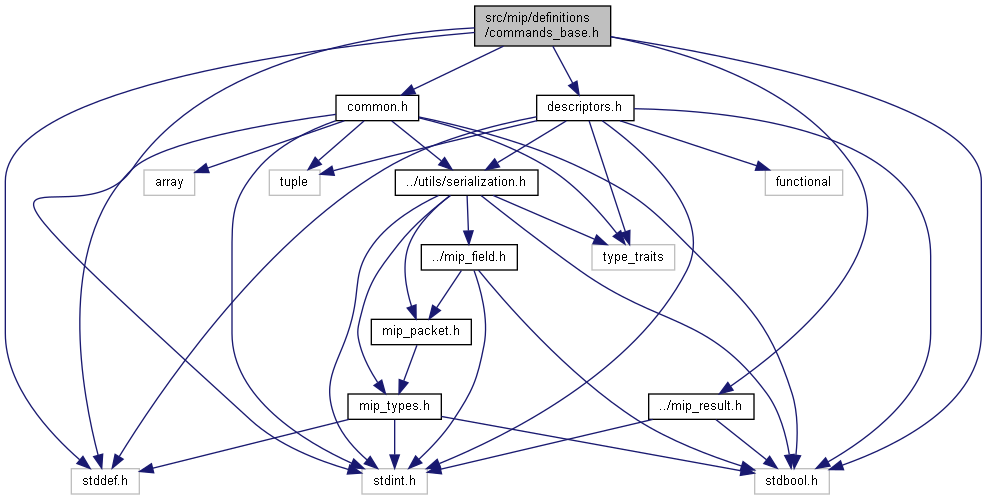 src/mip/definitions
/commands_base.h
common.h
descriptors.h
array
tuple
../utils/serialization.h
functional
../mip_field.h
type_traits
mip_packet.h
mip_types.h
../mip_result.h
stddef.h
stdint.h
stdbool.h